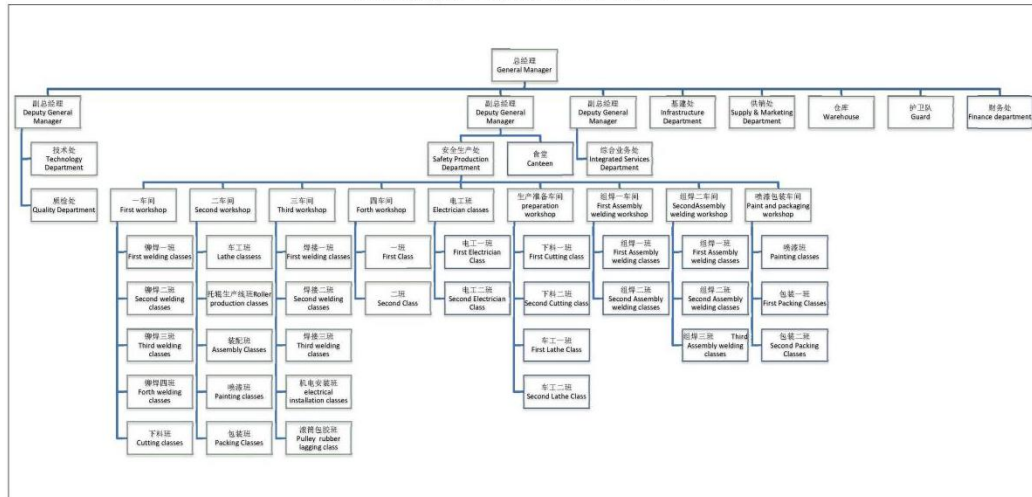 总经理
General Manager
副总经理
Deputy General
Manager
副总经理
Deputy General
Manager
副总经理
Deputy General
Manager
基建处
Infrastructure
Department
供销处
Supply & Marketing
Department
仓库
Warehouse
护卫队
Guard
财务处
Finance department
技术处
Technology
Department
安全生产处
Safety Production
Department
食堂
Canteen
综合业务处
Integrated Services
Department
质检处
Quality Department
一车间
First workshop
二车间
Second workshop
三车间
Third workshop
四车间
Forth workshop
电工班
Electrician classes
生产准备车间
preparation
workshop
组焊一车间
First Assembly
welding workshop
组焊二车间
SecondAssembly
welding workshop
喷漆包装车间
Paint and packaging
workshop
铆焊一班
First welding classes
车工班
Lathe classess
焊接一班
First welding classes
一班
First Class
电工一班
First Electrician
Class
下料一班
First Cutting class
组焊一班
First Assembly
welding classes
组焊一班
First Assembly
welding classes
喷漆班
Painting classes
铆焊二班
Second welding
classes
托辊生产线班Roller
production classes
焊接二班
Second welding
classes
二班
Second Class
电工二班
Second Electrician
Class
下料二班
Second Cutting class
组焊二班
Second Assembly
welding classes
组焊二班
Second Assembly
welding classes
包装一班
First Packing Classes
铆焊三班
Third welding
classes
装配班
Assembly Classes
焊接三班
Third welding
classes
车工一班
First Lathe Class
组焊三班 Third
Assembly welding
classes
包装二班
Second Packing
Classes
铆焊四班
Forth welding
classes
喷漆班
Painting classes
机电安装班
electrical
installation classes
车工二班
Second Lathe Class
下料班
Cutting classes
包装班
Packing Classes
滚筒包胶班
Pulley rubber
lagging class